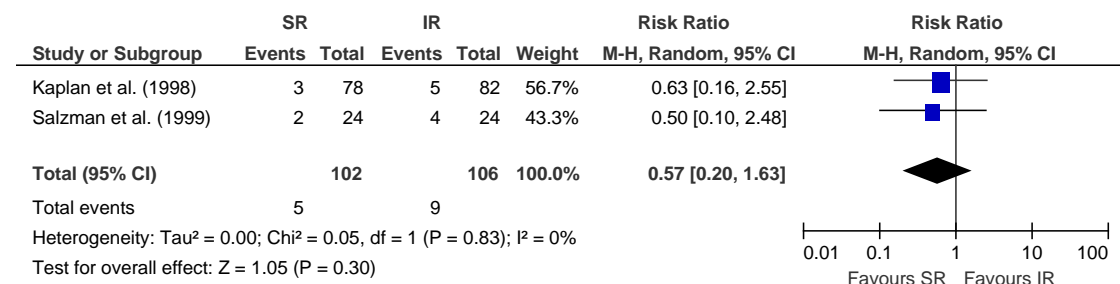 SR IR Risk Ratio Risk Ratio
Study or Subgroup Events Total Events Total Weight M-H, Random, 95% CI M-H, Random, 95% CI
Kaplan et al. (1998) 3 78 5 82 56.7% 0.63 [0.16, 2.55]
Salzman et al. (1999) 2 24 4 24 43.3% 0.50 [0.10, 2.48]
Total (95% CI) 102 106 100.0% 0.57 [0.20, 1.63]
Total events 5 9
Heterogeneity: Tau² = 0.00; Chi² = 0.05, df = 1 (P = 0.83); I² = 0%
Test for overall effect: Z = 1.05 (P = 0.30)
0.01 0.1 1 10 100
Favours SR Favours IR